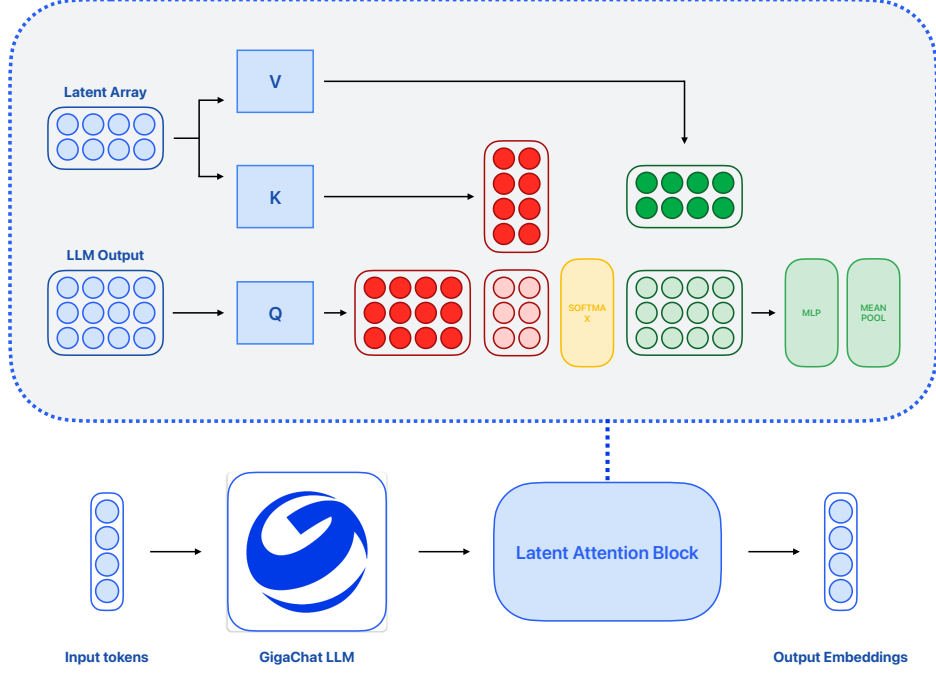 Latent Array
V
K
LLM Output
Q
SOFTMA
X
MLP
MEAN
POOL
Latent Attention Block
Input tokens
GigaChat LLM
Output Embeddings